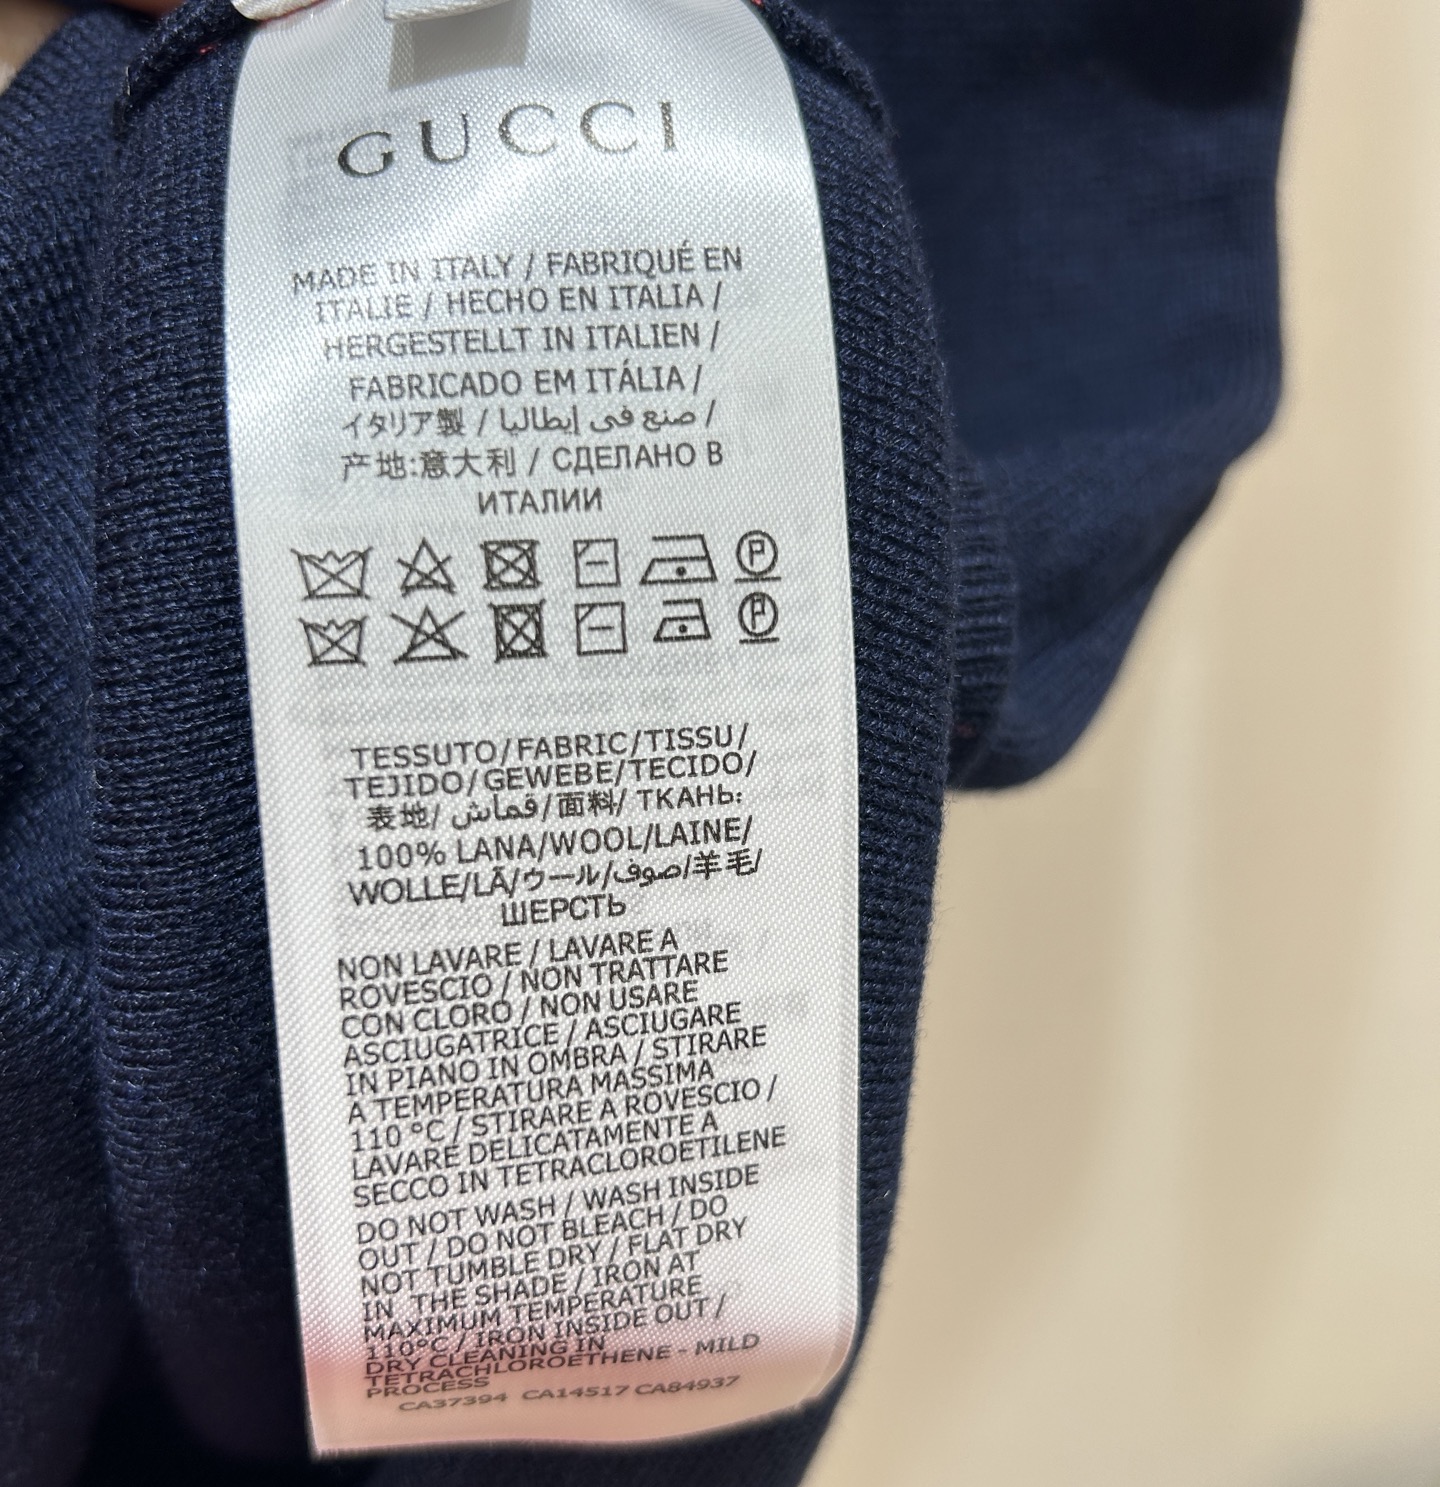 GUCCI
MADE IN ITALY / FABRIQUÉ EN
ITALIE / HECHO EN ITALIA /
HERGESTELLT IN ITALIEN /
FABRICADO EM ITÁLIA /
イタリア製 / صنع في إيطاليا /
产地:意大利 / СДЕЛАНО В
ИТАЛИИ
P
P
TESSUTO/FABRIC/TISSU/
TEJIDO/GEWEBE/TECIDO/
表地/ قماش/面料/ ТКАНЬ:
100% LANA/WOOL/LAINE/
WOLLE/LÃ/ウール/صوف/羊毛/
ШЕРСТЬ
NON LAVARE / LAVARE A
ROVESCIO / NON TRATTARE
CON CLORO / NON USARE
ASCIUGATRICE / ASCIUGARE
IN PIANO IN OMBRA / STIRARE
A TEMPERATURA MASSIMA
110 °C / STIRARE A ROVESCIO /
LAVARE DELICATAMENTE A
SECCO IN TETRACLOROETILENE
DO NOT WASH / WASH INSIDE
OUT / DO NOT BLEACH / DO
NOT TUMBLE DRY / FLAT DRY
IN THE SHADE / IRON AT
MAXIMUM TEMPERATURE
110°C / IRON INSIDE OUT /
DRY CLEANING IN
TETRACHLOROETHENE - MILD
PROCESS
CA37394 CA14517 CA84937